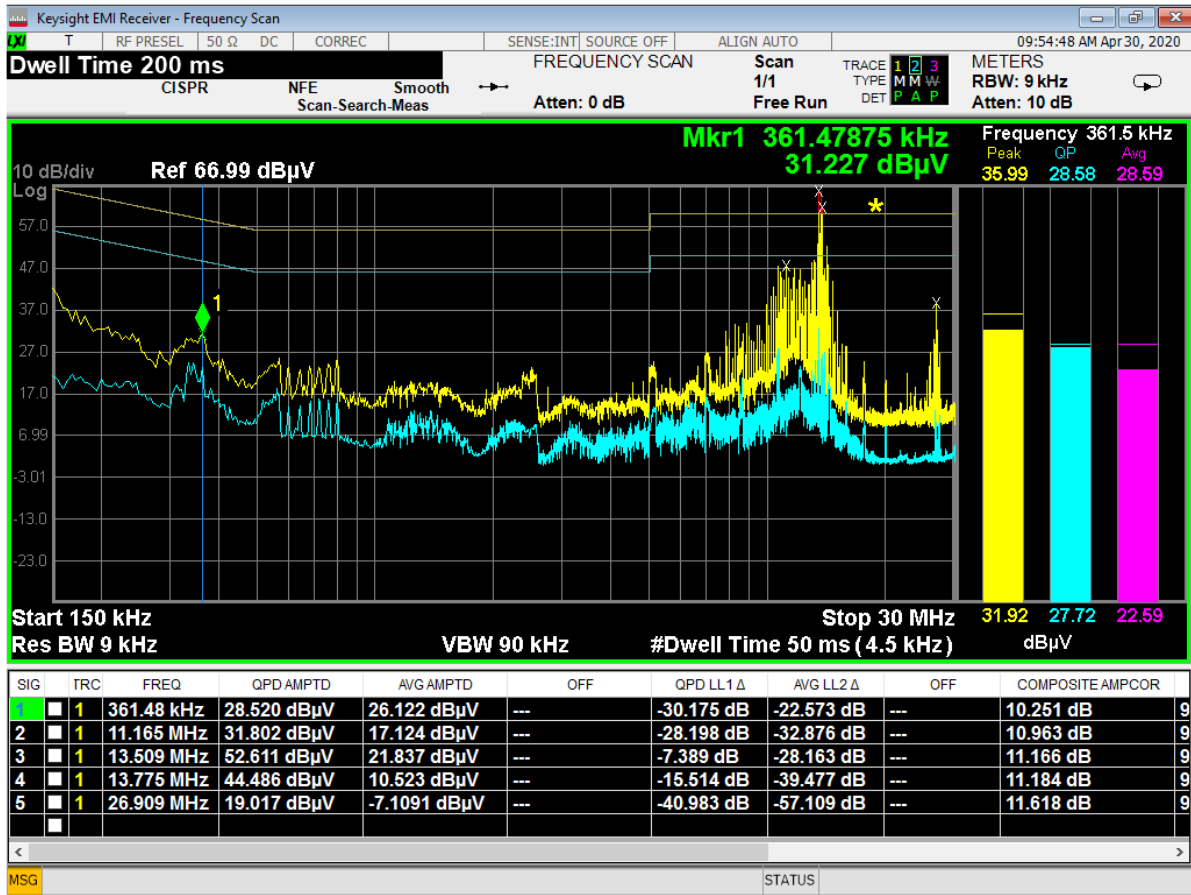 Keysight EMI Receiver - Frequency Scan
LXI T RF PRESEL 50 Ω DC CORREC SENSE:INT SOURCE OFF ALIGN AUTO 09:54:48 AM Apr 30, 2020
Dwell Time 200 ms FREQUENCY SCAN Scan TRACE 1 2 3 METERS
1/1 TYPE M M W RBW: 9 kHz
CISPR NFE Smooth
Scan-Search-Meas Atten: 0 dB Free Run DET P A P Atten: 10 dB
Mkr1 361.47875 kHz Frequency 361.5 kHz
31.227 dBµV Peak QP Avg
10 dB/div Ref 66.99 dBµV 35.99 28.58 28.59
Log
*
57.0
47.0
1
37.0
27.0
17.0
6.99
-3.01
-13.0
-23.0
Start 150 kHz Stop 30 MHz 31.92 27.72 22.59
Res BW 9 kHz VBW 90 kHz #Dwell Time 50 ms (4.5 kHz) dBµV
SIG TRC FREQ QPD AMPTD AVG AMPTD OFF QPD LL1 Δ AVG LL2 Δ OFF COMPOSITE AMPCOR
1 1 361.48 kHz 28.520 dBµV 26.122 dBµV --- -30.175 dB -22.573 dB --- 10.251 dB 9
2 1 11.165 MHz 31.802 dBµV 17.124 dBµV --- -28.198 dB -32.876 dB --- 10.963 dB 9
3 1 13.509 MHz 52.611 dBµV 21.837 dBµV --- -7.389 dB -28.163 dB --- 11.166 dB 9
4 1 13.775 MHz 44.486 dBµV 10.523 dBµV --- -15.514 dB -39.477 dB --- 11.184 dB 9
5 1 26.909 MHz 19.017 dBµV -7.1091 dBµV --- -40.983 dB -57.109 dB --- 11.618 dB 9
MSG STATUS